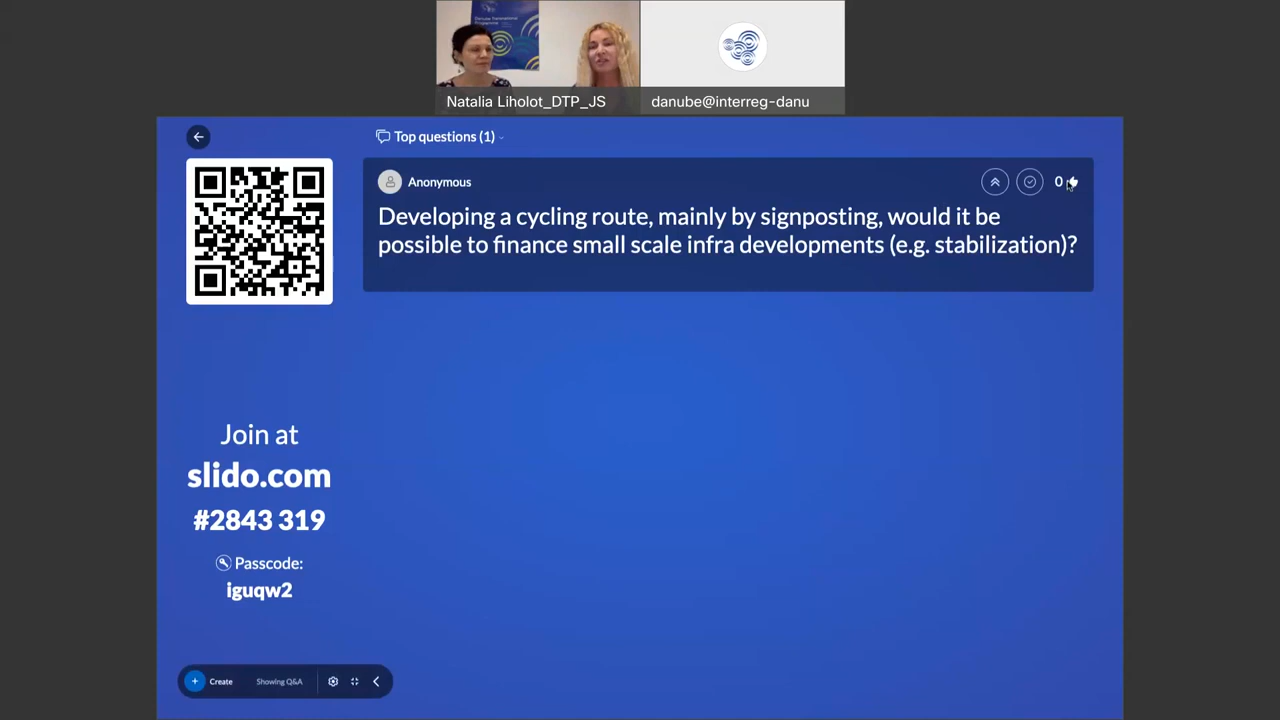 Natalia Liholot_DTP_JS
danube@interreg-danu
Top questions (1)
Anonymous
0
Developing a cycling route, mainly by signposting, would it be
possible to finance small scale infra developments (e.g. stabilization)?
Join at
slido.com
#2843 319
Passcode:
iguqw2
Create
Showing Q&A